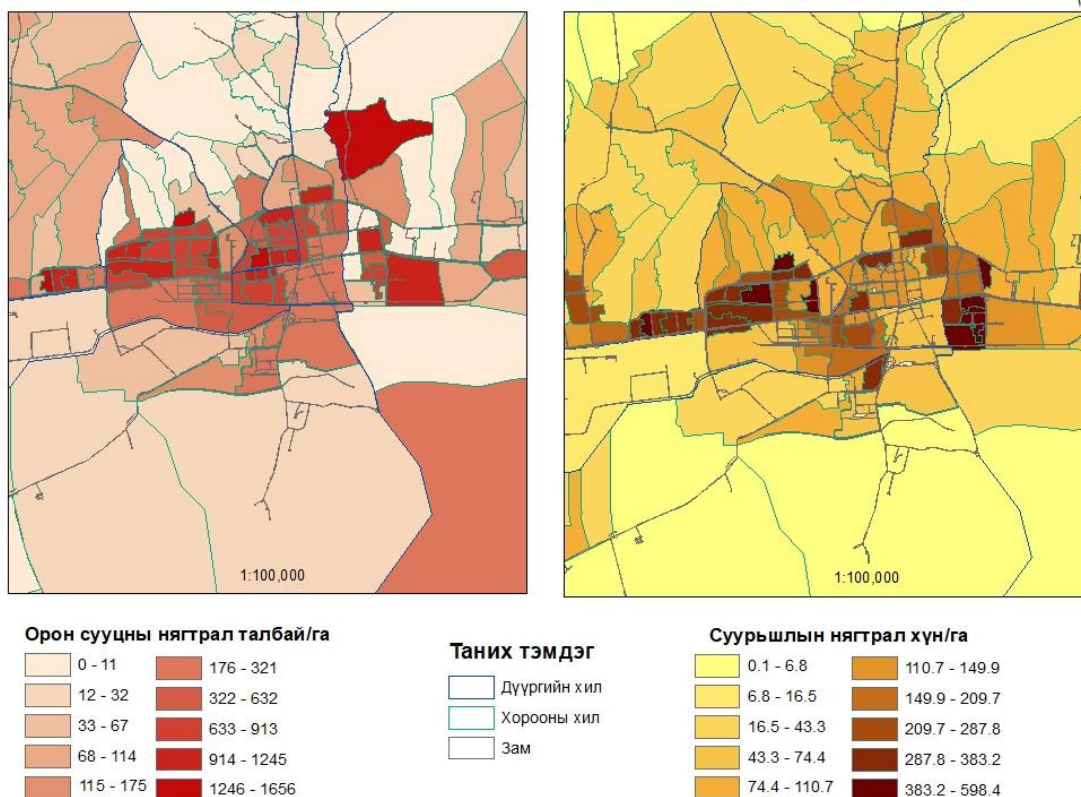 1:100,000
1:100,000
Орон сууцны нягтрал талбай/га
0 - 11
12 - 32
33 - 67
68 - 114
115 - 175
176 - 321
322 - 632
633 - 913
914 - 1245
1246 - 1656
Таних тэмдэг
Дүүргийн хил
Хорооны хил
Зам
Суурьшлын нягтрал хүн/га
0.1 - 6.8
6.8 - 16.5
16.5 - 43.3
43.3 - 74.4
74.4 - 110.7
110.7 - 149.9
149.9 - 209.7
209.7 - 287.8
287.8 - 383.2
383.2 - 598.4